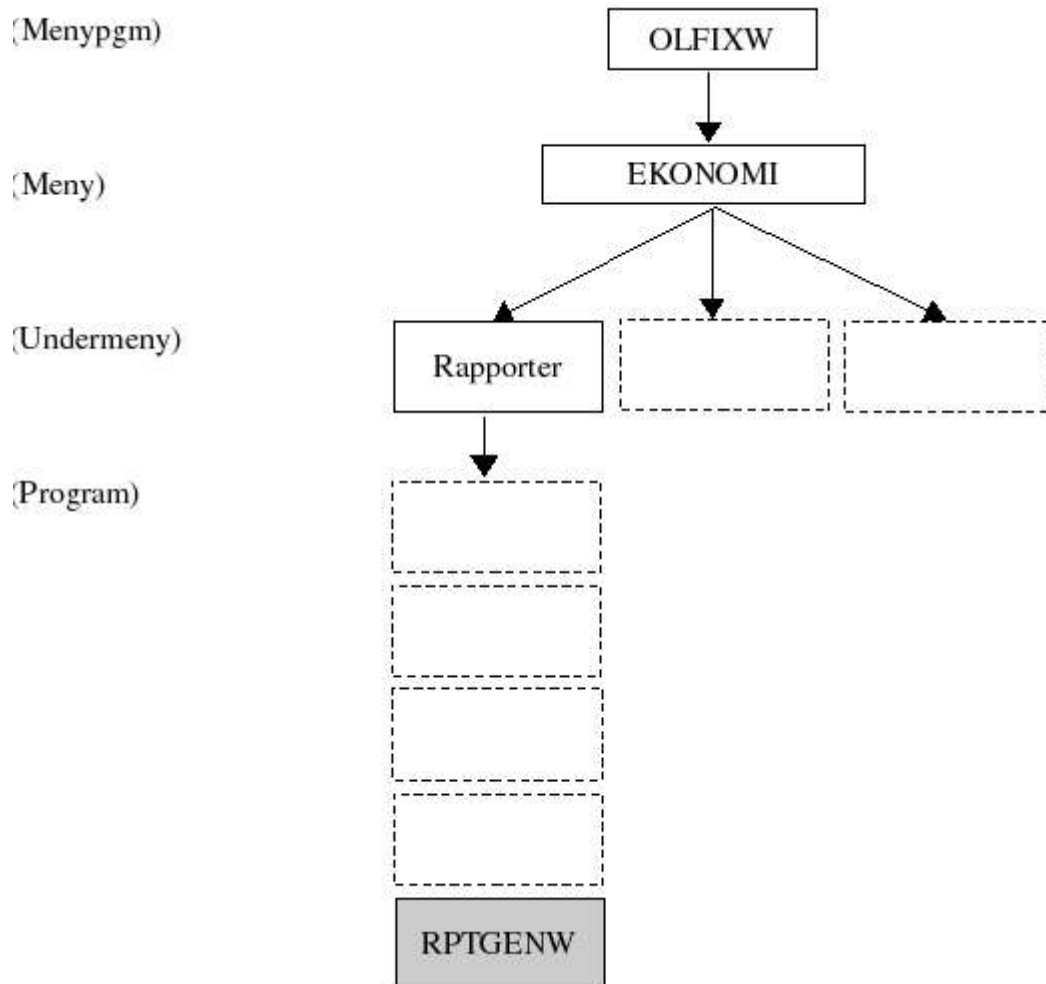 (Menypgm)
OLFIXW
(Meny)
EKONOMI
(Undermeny)
Rapporter
(Program)
RPTGENW